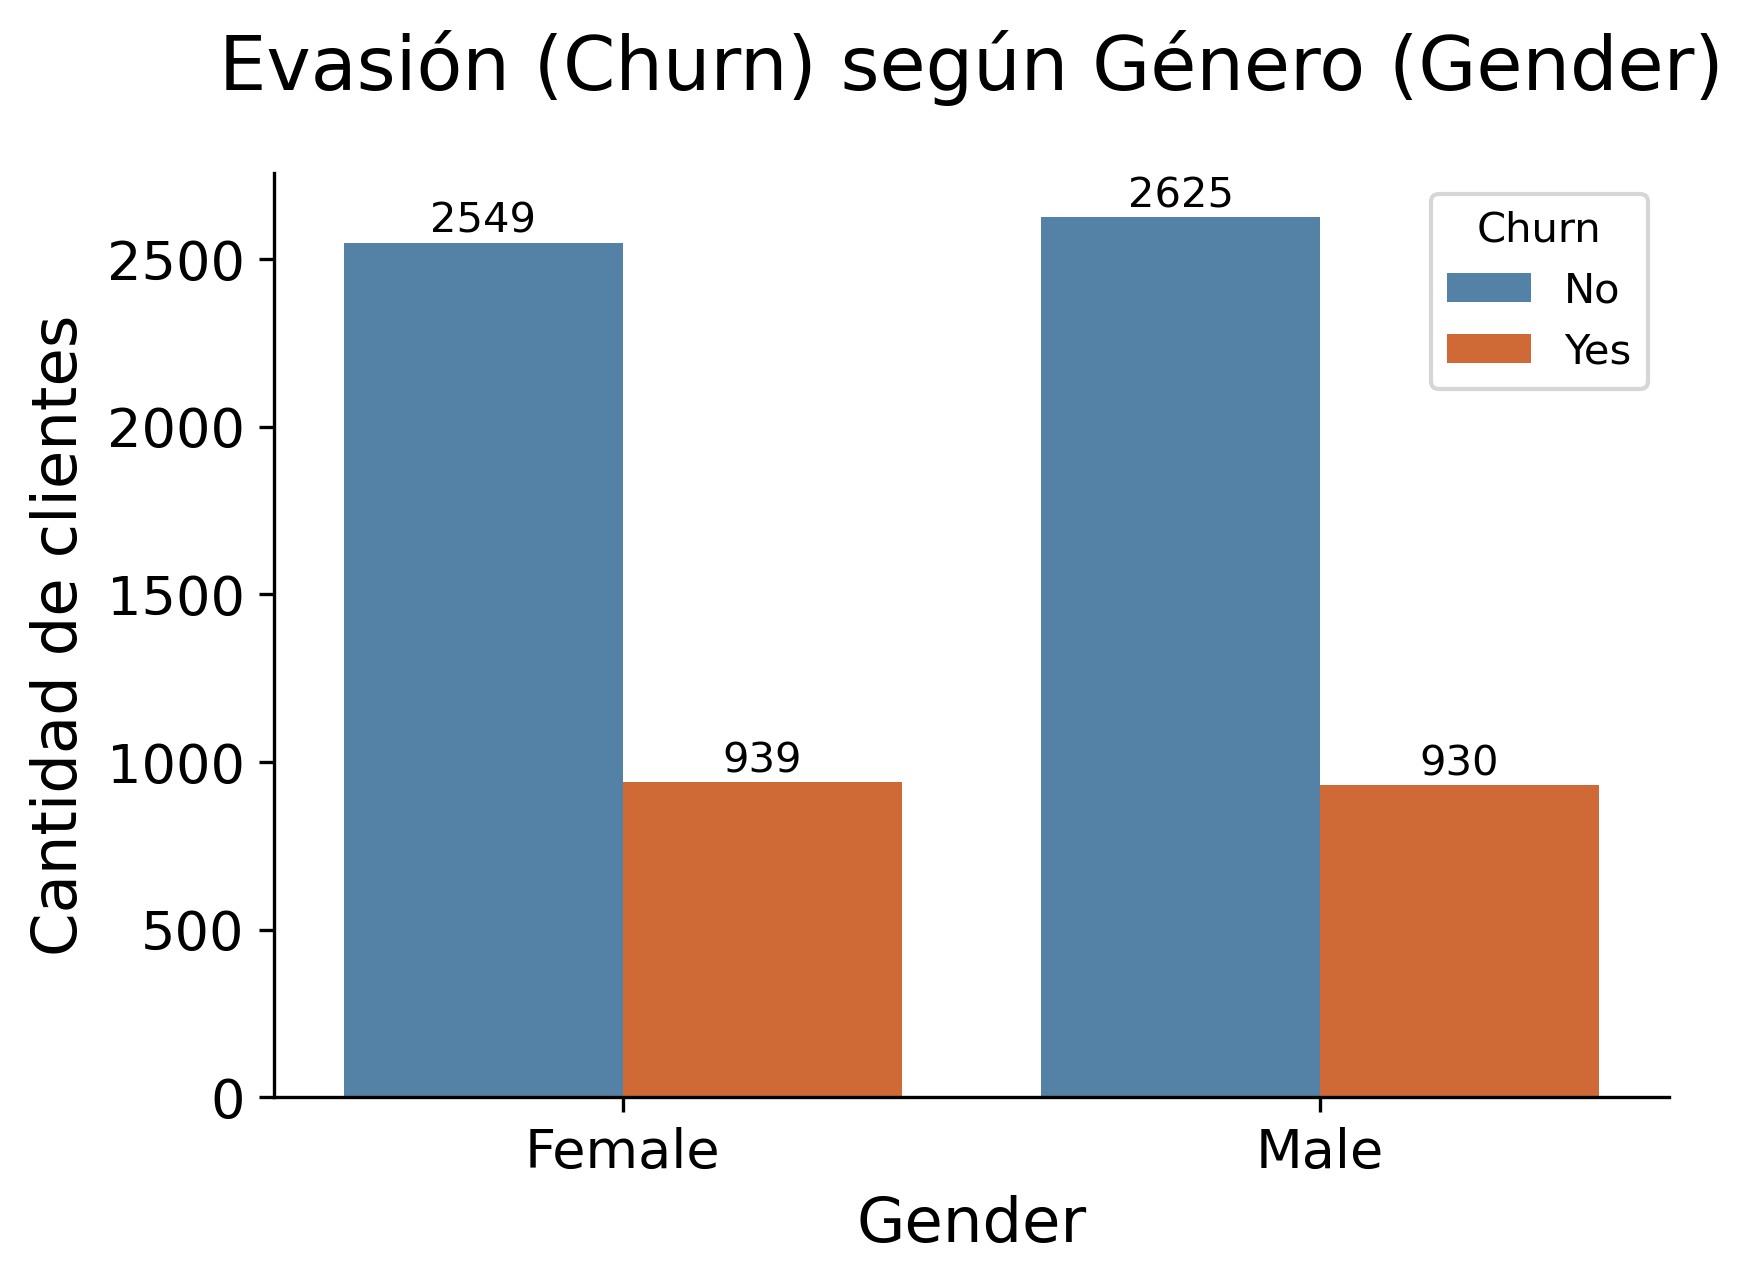 Evasión (Churn) según Género (Gender)
Cantidad de clientes
2500
2000
1500
1000
500
0
2549
939
2625
930
Churn
No
Yes
Female
Male
Gender